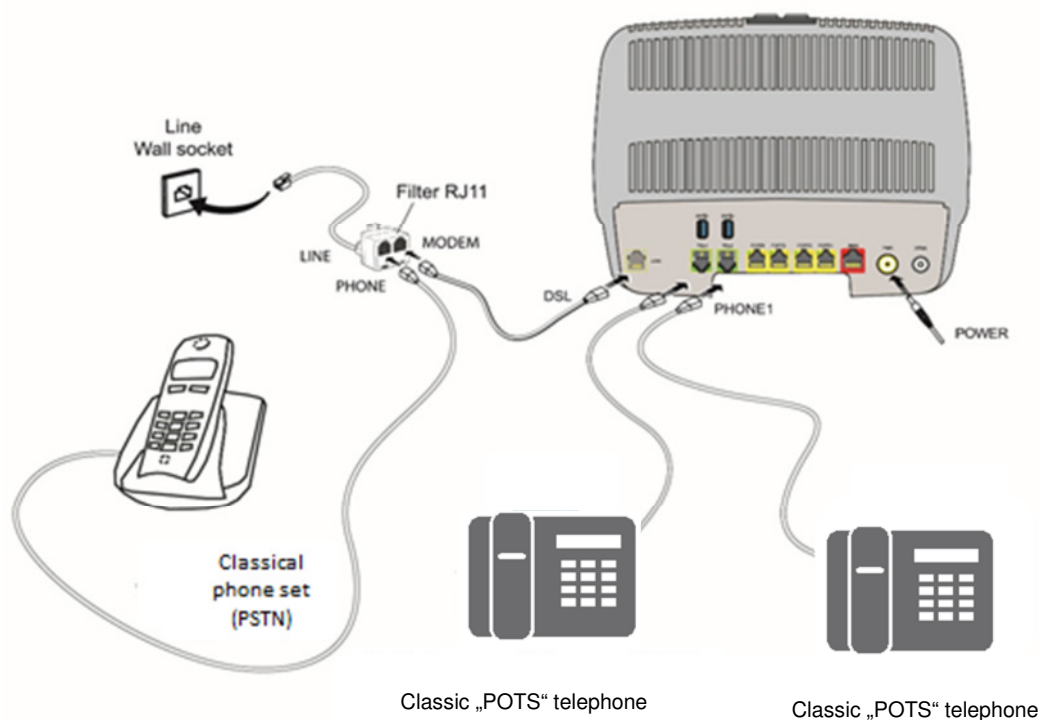 Line
Wall socket
Filter RJ11
MODEM
LINE
PHONE
DSL
PHONE1
POWER
Classical
phone set
(PSTN)
Classic „POTS“ telephone
Classic „POTS“ telephone